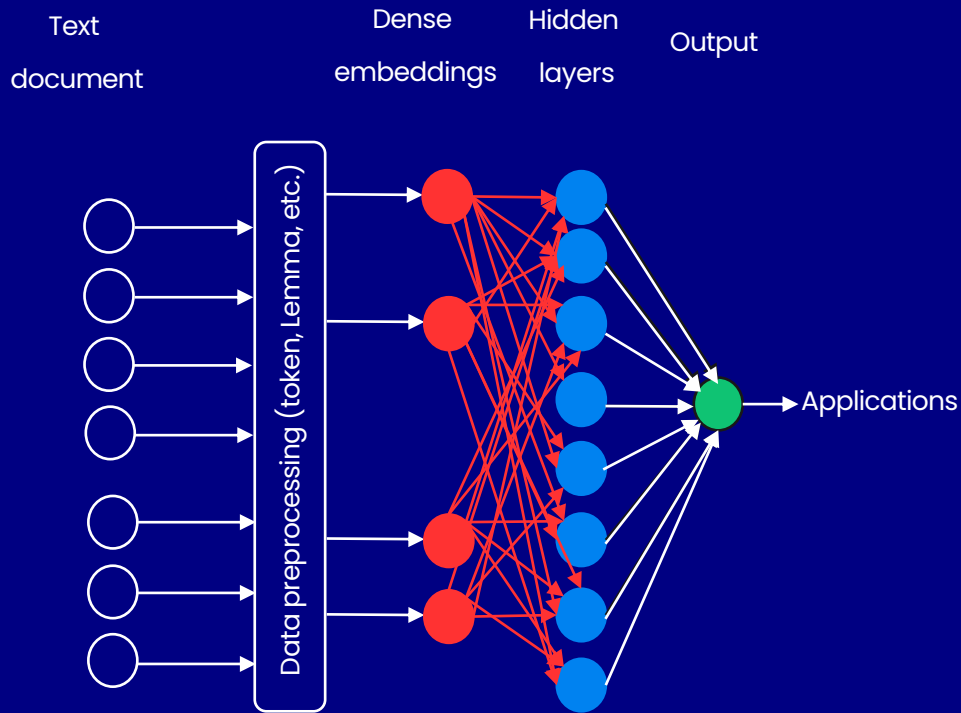 Text
document
Dense
embeddings
Hidden
layers
Output
Data preprocessing (token, Lemma, etc.)
Applications